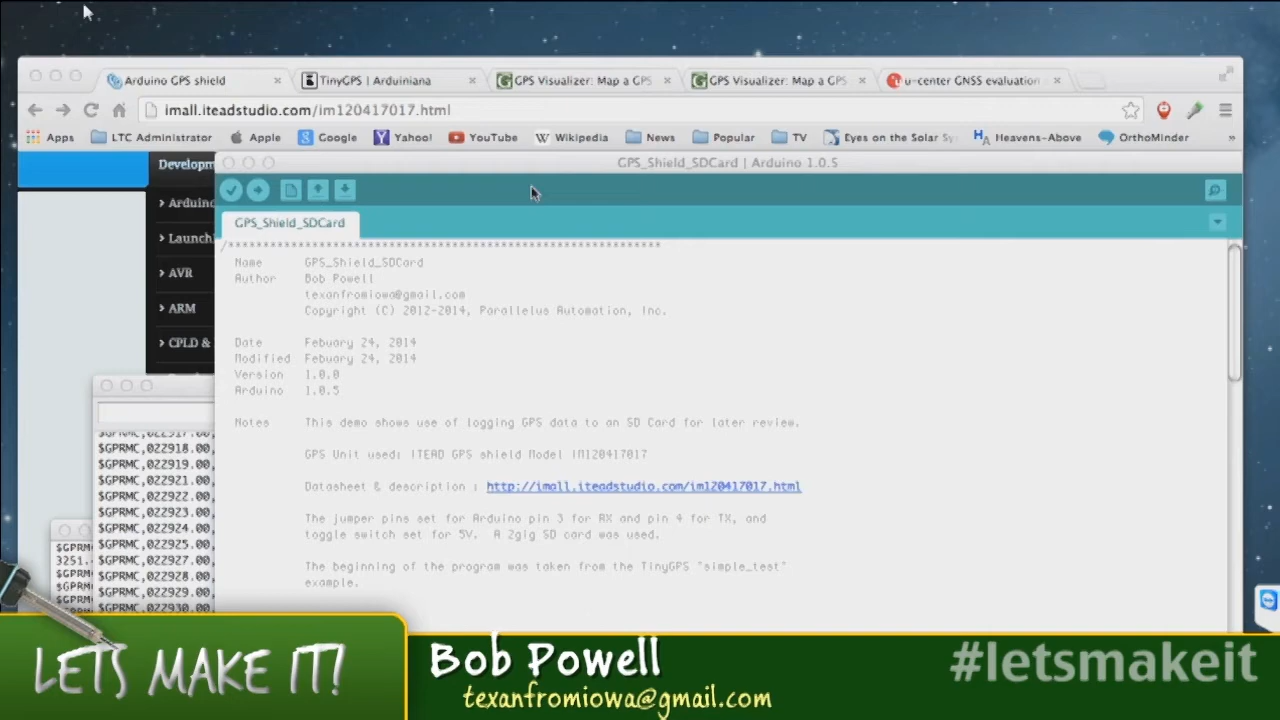 Arduino GPS shield
TinyGPS | Arduiniana
GPS Visualizer: Map a GPS
GPS Visualizer: Map a GPS
u-center GNSS evaluation
imall.iteadstudio.com/im120417017.html
Apps LTC Administrator Apple Google Yahoo! YouTube Wikipedia News Popular TV Eyes on the Solar Sy Heavens-Above OrthoMinder »
Developm
GPS_Shield_SDCard | Arduino 1.0.5
> Arduino
GPS_Shield_SDCard
> Launch
> AVR
> ARM
> CPLD &
/**************************************************************
Name GPS_Shield_SDCard
Author Bob Powell
texanfromiowa@gmail.com
Copyright (C) 2012-2014, Parallelus Automation, Inc.
Date Febuary 24, 2014
Modified Febuary 24, 2014
Version 1.0.0
Arduino 1.0.5
Notes This demo shows use of logging GPS data to an SD Card for later review.
GPS Unit used: ITEAD GPS shield Model IM120417017
Datasheet & description : http://imall.iteadstudio.com/im120417017.html
The jumper pins set for Arduino pin 3 for RX and pin 4 for TX, and
toggle switch set for 5V. A 2gig SD card was used.
The beginning of the program was taken from the TinyGPS "simple_test"
example.
$GPRMC,022917.00,
$GPRMC,022918.00,
$GPRMC,022919.00,
$GPRMC,022921.00,
$GPRMC,022922.00,
$GPRMC,022923.00,
$GPRMC,022924.00,
$GPRMC,022925.00,
$GPRMC,022927.00,
$GPRMC,022928.00,
$GPRMC,022929.00,
$GPRMC,022930.00,
$GPRM
3251.
$GPRM
$GPRM
LETS MAKE IT!
Bob Powell
texanfromiowa@gmail.com
#letsmakeit